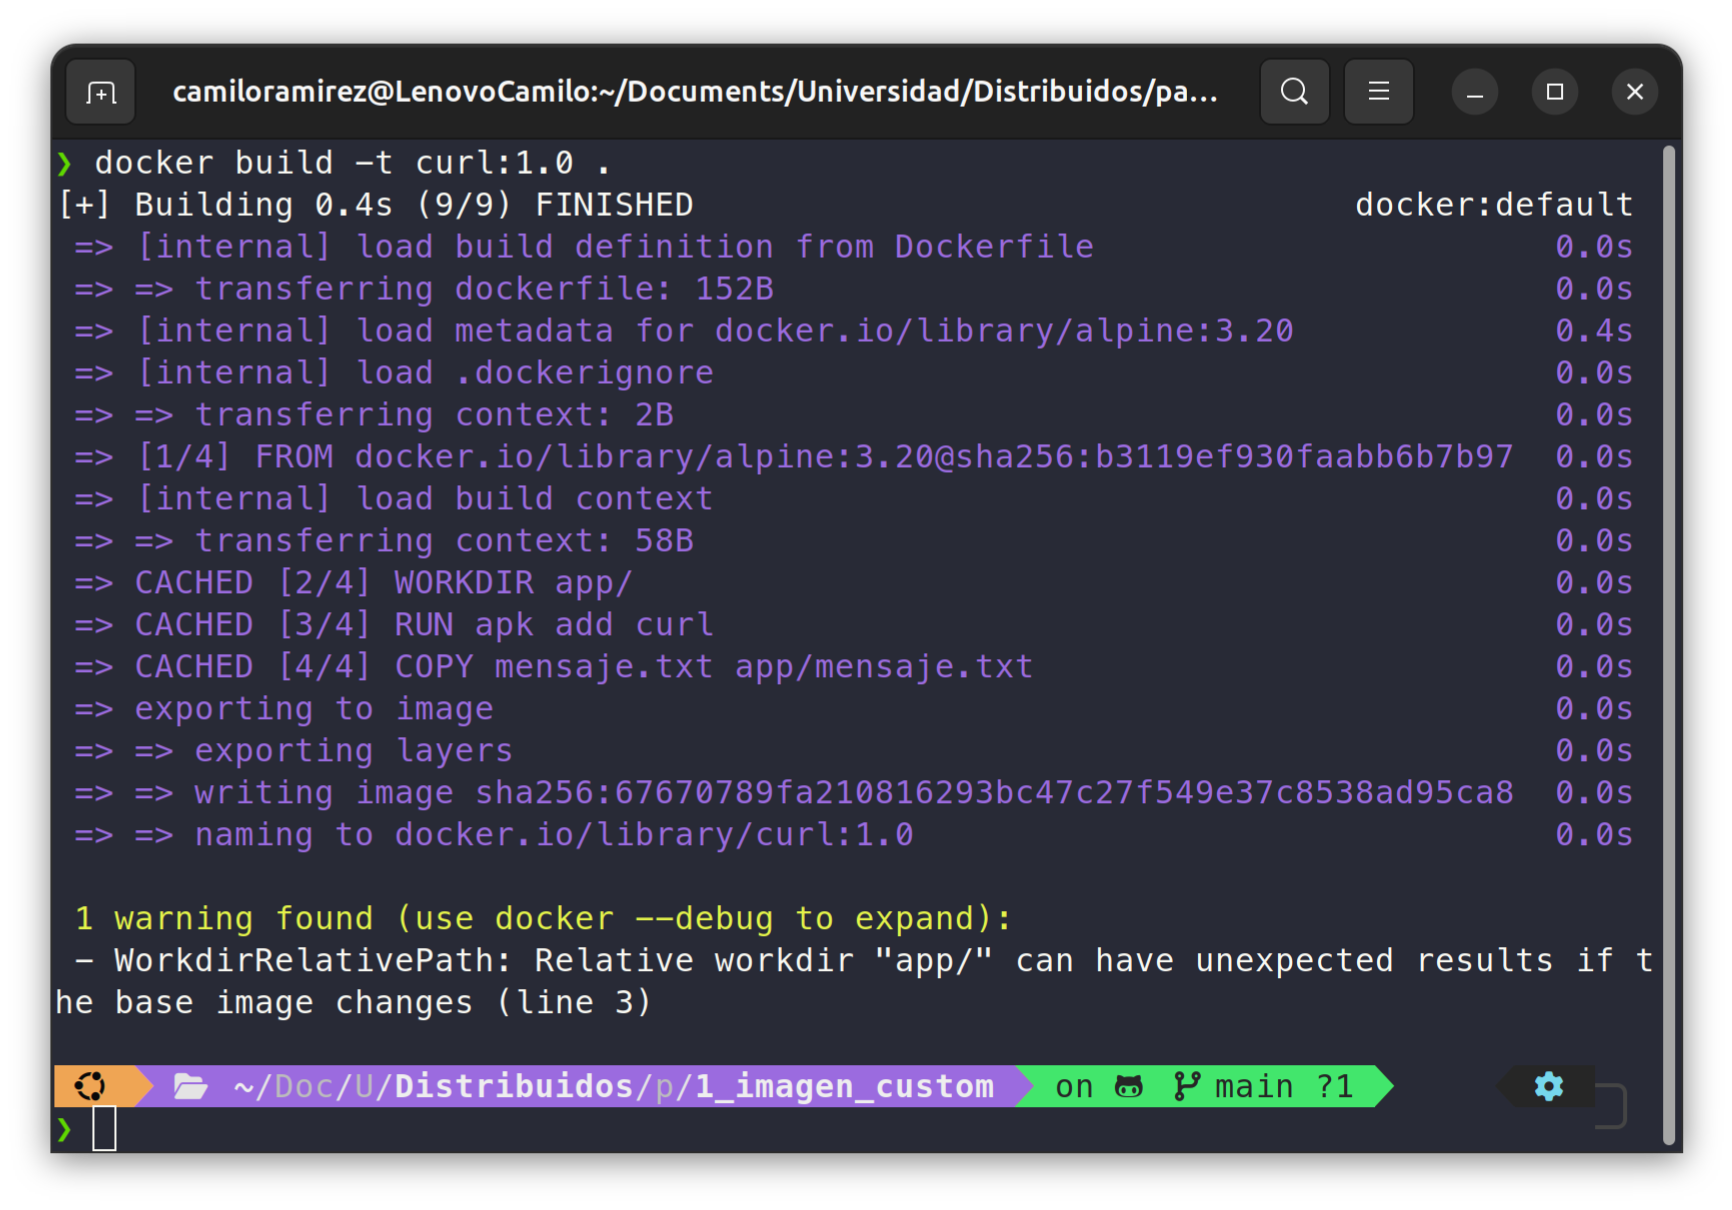 camiloramirez@LenovoCamilo:~/Documents/Universidad/Distribuidos/pa...
❯ docker build -t curl:1.0 .
[+] Building 0.4s (9/9) FINISHED docker:default
=> [internal] load build definition from Dockerfile 0.0s
=> => transferring dockerfile: 152B 0.0s
=> [internal] load metadata for docker.io/library/alpine:3.20 0.4s
=> [internal] load .dockerignore 0.0s
=> => transferring context: 2B 0.0s
=> [1/4] FROM docker.io/library/alpine:3.20@sha256:b3119ef930faabb6b7b97 0.0s
=> [internal] load build context 0.0s
=> => transferring context: 58B 0.0s
=> CACHED [2/4] WORKDIR app/ 0.0s
=> CACHED [3/4] RUN apk add curl 0.0s
=> CACHED [4/4] COPY mensaje.txt app/mensaje.txt 0.0s
=> exporting to image 0.0s
=> => exporting layers 0.0s
=> => writing image sha256:67670789fa210816293bc47c27f549e37c8538ad95ca8 0.0s
=> => naming to docker.io/library/curl:1.0 0.0s
1 warning found (use docker --debug to expand):
- WorkdirRelativePath: Relative workdir "app/" can have unexpected results if t
he base image changes (line 3)
~/Doc/U/Distribuidos/p/1_imagen_custom on main ?1
❯